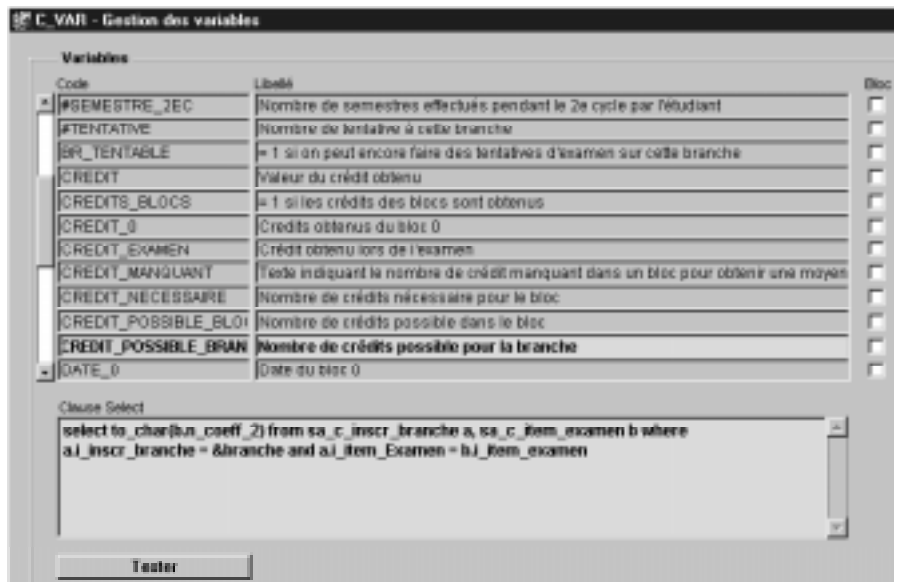 C_VAR - Gestion des variables
Variables
Code Libellé Bloc
#SEMESTRE_2EC Nombre de semestres effectués pendant le 2e cycle par l'étudiant
#TENTATIVE Nombre de tentative à cette branche
BR_TENTABLE = 1 si on peut encore faire des tentatives d'examen sur cette branche
CREDIT Valeur du crédit obtenu
CREDITS_BLOCS = 1 si les crédits des blocs sont obtenus
CREDIT_0 Credits obtenus du bloc 0
CREDIT_EXAMEN Crédit obtenu lors de l'examen
CREDIT_MANQUANT Texte indiquant le nombre de crédit manquant dans un bloc pour obtenir une moyen
CREDIT_NECESSAIRE Nombre de crédits nécessaire pour le bloc
CREDIT_POSSIBLE_BLO Nombre de crédits possible dans le bloc
CREDIT_POSSIBLE_BRAN Nombre de crédits possible pour la branche
DATE_0 Date du bloc 0
Clause Select
select to_char(b.n_coeff_2) from sa_c_inscr_branche a, sa_c_item_examen b where
a.i_inscr_branche = &branche and a.i_item_Examen = b.i_item_examen
Tester